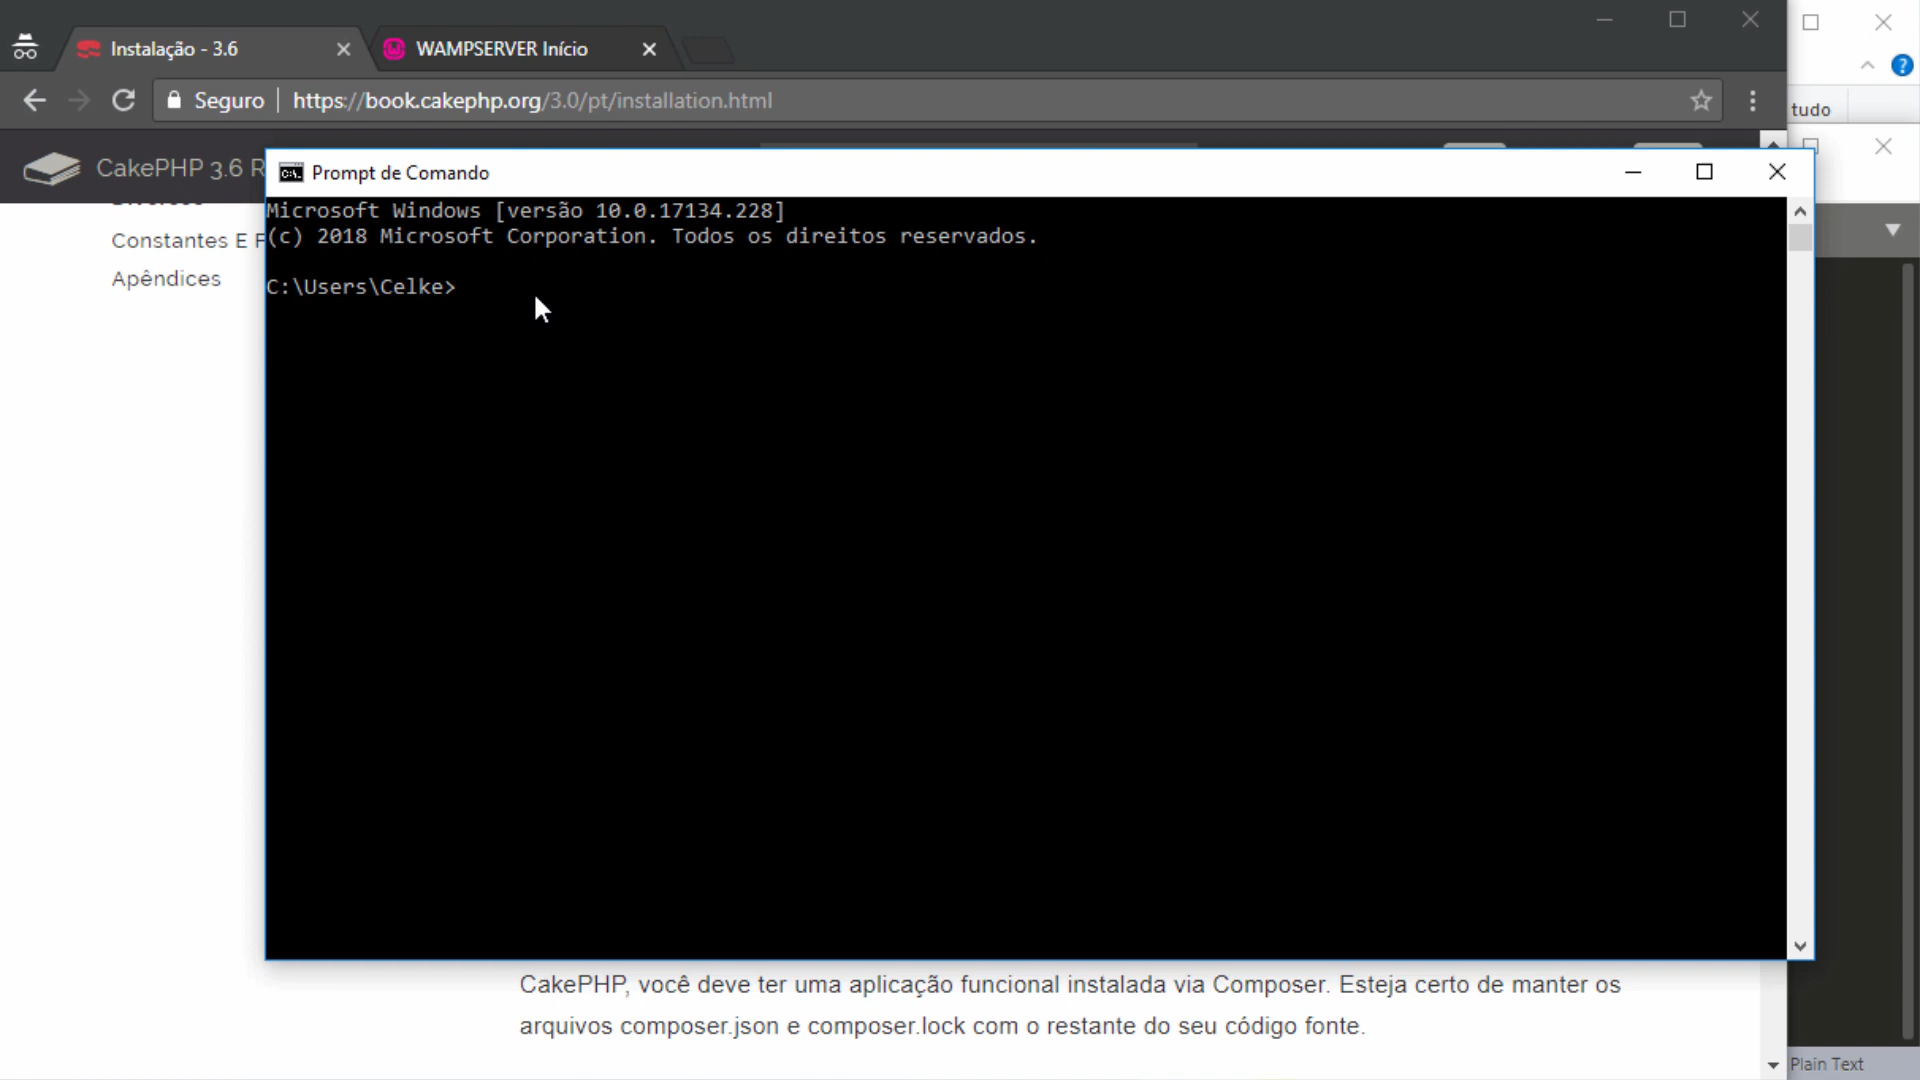 Instalação - 3.6
WAMPSERVER Início
Seguro
https://book.cakephp.org/3.0/pt/installation.html
tudo
CakePHP 3.6 R
Prompt de Comando
Microsoft Windows [versão 10.0.17134.228]
(c) 2018 Microsoft Corporation. Todos os direitos reservados.
C:\Users\Celke>
Constantes E F
Apêndices
CakePHP, você deve ter uma aplicação funcional instalada via Composer. Esteja certo de manter os
arquivos composer.json e composer.lock com o restante do seu código fonte.
Plain Text